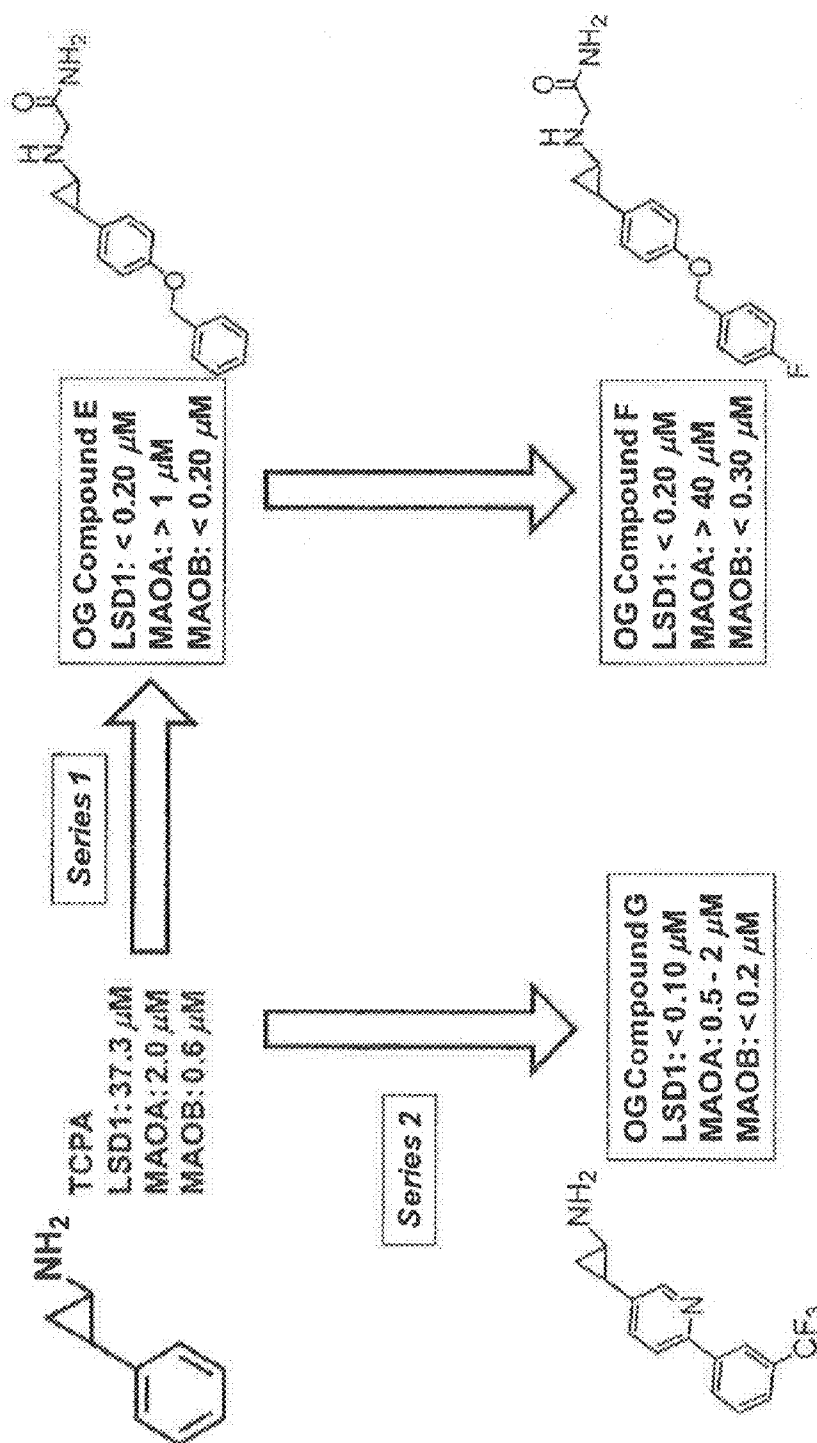 NH₂
TCPA
LSD1: 37.3 μM
MAOA: 2.0 μM
MAOB: 0.6 μM
Series 1
OG Compound E
LSD1: < 0.20 μM
MAOA: > 1 μM
MAOB: < 0.20 μM
O
H
N
NH₂
O
Series 2
NH₂
N
CF₃
OG Compound G
LSD1: < 0.10 μM
MAOA: 0.5 - 2 μM
MAOB: < 0.2 μM
OG Compound F
LSD1: < 0.20 μM
MAOA: > 40 μM
MAOB: < 0.30 μM
O
H
N
NH₂
O
F